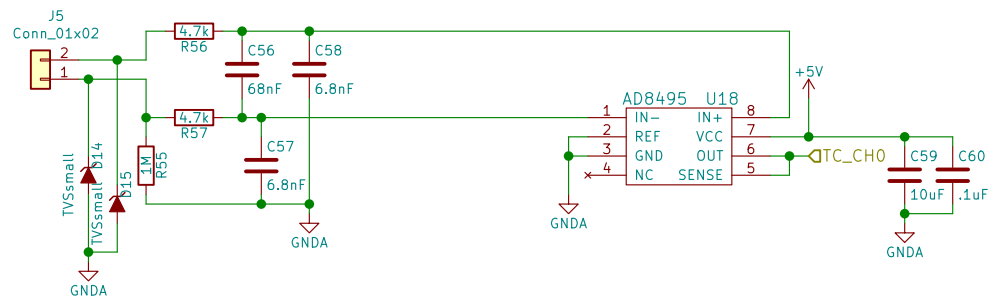 J5
Conn_01x02
2
1
4.7k
R56
C56
68nF
C58
6.8nF
4.7k
R57
1M
R55
C57
6.8nF
TVSsmall
D14
TVSsmall
D15
GNDA
GNDA
AD8495 U18
1 IN- IN+ 8
2 REF VCC 7
3 GND OUT 6
4 NC SENSE 5
GNDA
+5V
TC_CH0
C59
10uF
C60
.1uF
GNDA